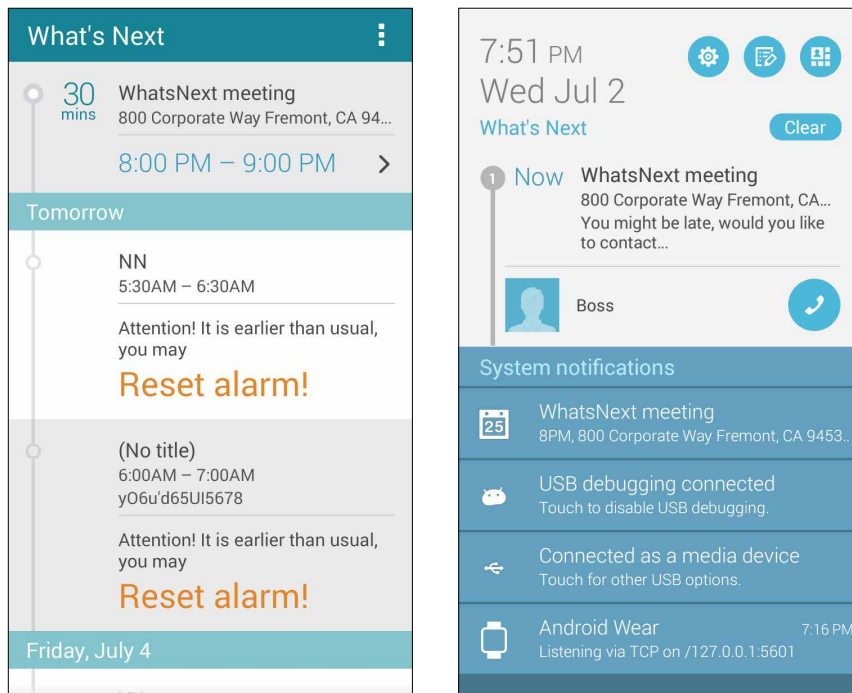 What's Next
30
mins
WhatsNext meeting
800 Corporate Way Fremont, CA 94...
8:00 PM – 9:00 PM
Tomorrow
NN
5:30AM – 6:30AM
Attention! It is earlier than usual,
you may
Reset alarm!
(No title)
6:00AM – 7:00AM
yO6u'd65UI5678
Attention! It is earlier than usual,
you may
Reset alarm!
Friday, July 4
7:51 PM
Wed Jul 2
What's Next
Clear
1
Now
WhatsNext meeting
800 Corporate Way Fremont, CA...
You might be late, would you like
to contact...
Boss
System notifications
25
WhatsNext meeting
8PM, 800 Corporate Way Fremont, CA 9453..
USB debugging connected
Touch to disable USB debugging.
Connected as a media device
Touch for other USB options.
Android Wear
7:16 PM
Listening via TCP on /127.0.0.1:5601